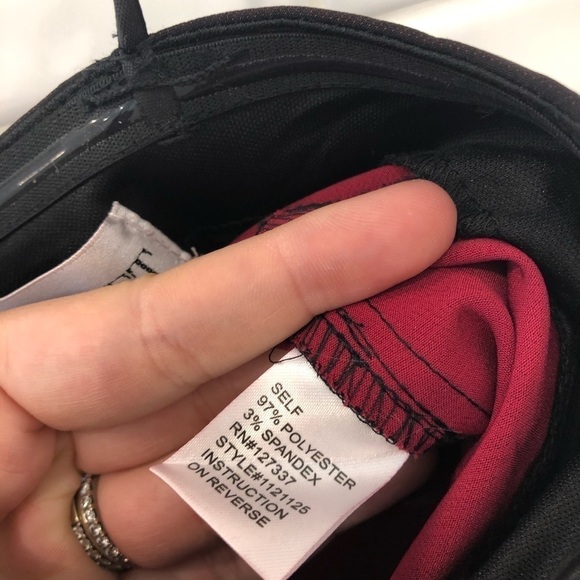 SELF
97% POLYESTER
3% SPANDEX
RN#127337
STYLE#1121125
INSTRUCTION
ON REVERSE